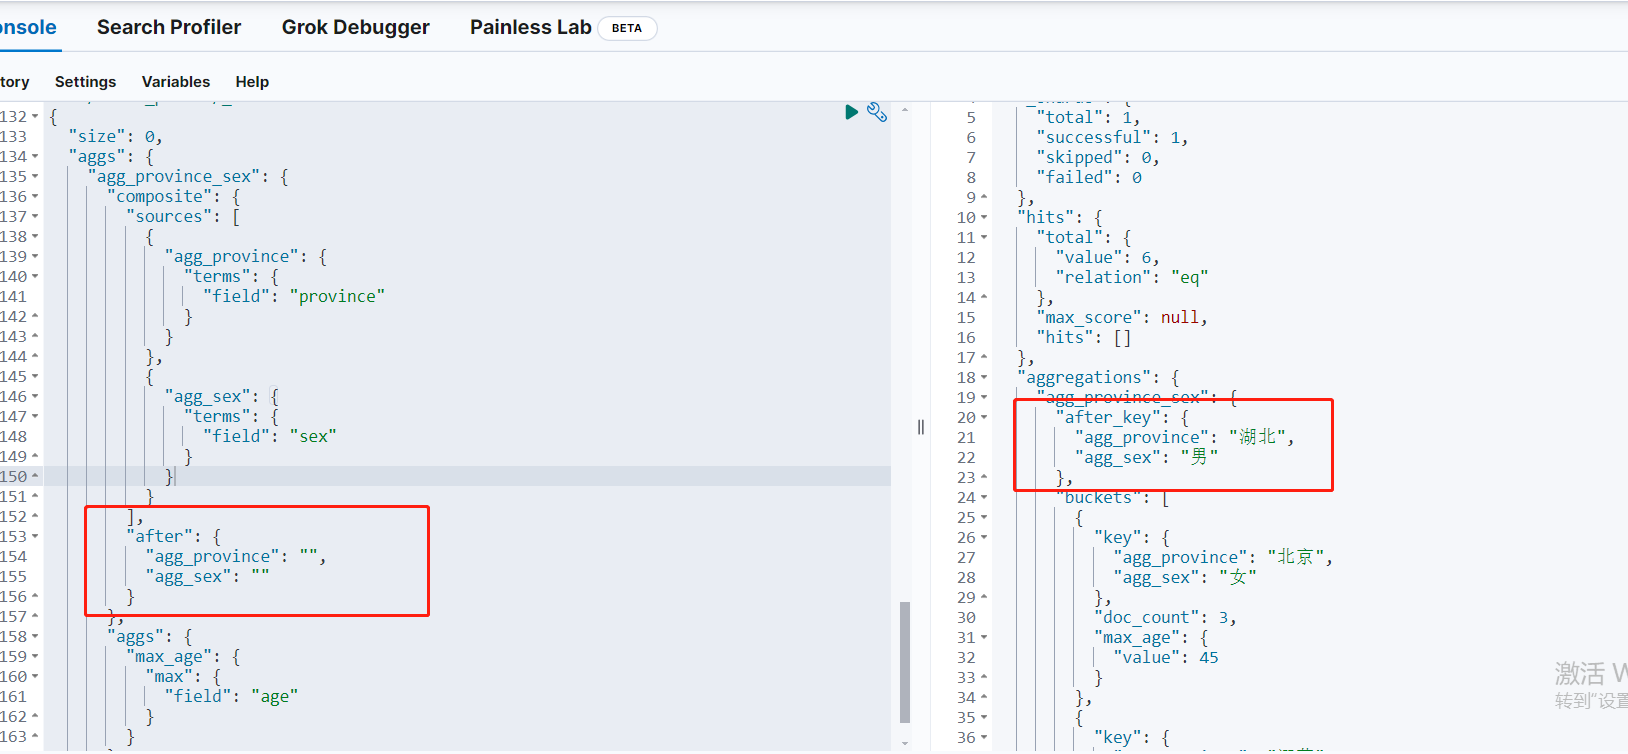 onsole Search Profiler Grok Debugger Painless Lab BETA
tory Settings Variables Help
132 {
133 "size": 0,
134 "aggs": {
135 "agg_province_sex": {
136 "composite": {
137 "sources": [
138 {
139 "agg_province": {
140 "terms": {
141 "field": "province"
142 }
143 }
144 },
145 {
146 "agg_sex": {
147 "terms": {
148 "field": "sex"
149 }
150 }
151 }
152 ],
153 "after": {
154 "agg_province": "",
155 "agg_sex": ""
156 }
157 },
158 "aggs": {
159 "max_age": {
160 "max": {
161 "field": "age"
162 }
163 }
5 "total": 1,
6 "successful": 1,
7 "skipped": 0,
8 "failed": 0
9 },
10 "hits": {
11 "total": {
12 "value": 6,
13 "relation": "eq"
14 },
15 "max_score": null,
16 "hits": []
17 },
18 "aggregations": {
19 "agg_province_sex": {
20 "after_key": {
21 "agg_province": "湖北",
22 "agg_sex": "男"
23 },
24 "buckets": [
25 {
26 "key": {
27 "agg_province": "北京",
28 "agg_sex": "女"
29 },
30 "doc_count": 3,
31 "max_age": {
32 "value": 45
33 }
34 },
35 {
36 "key": {
激活 W
转到"设置